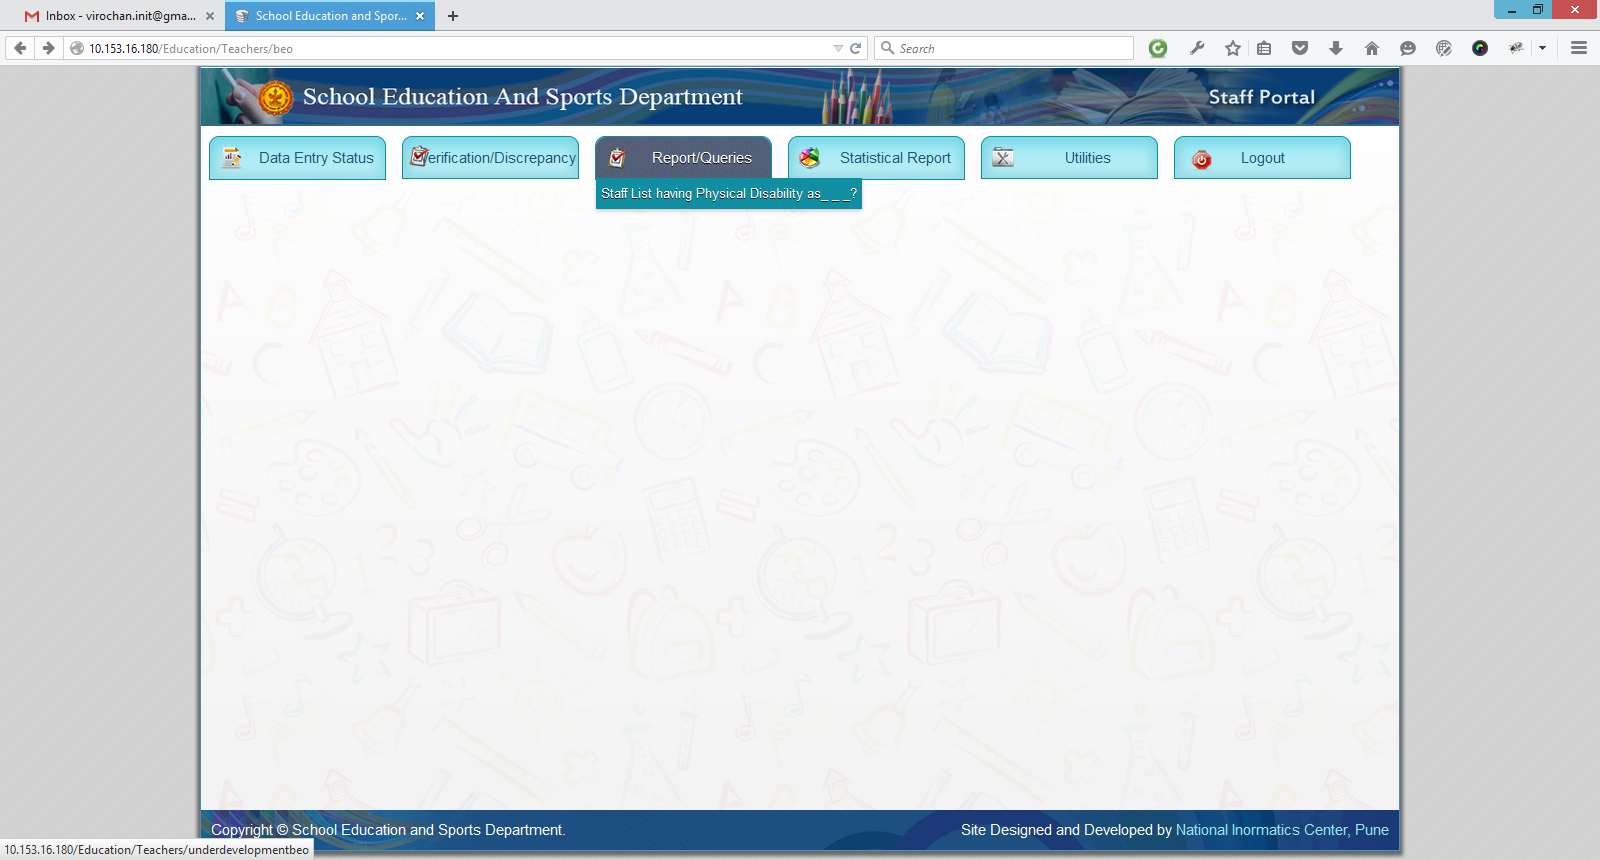 Inbox - virochan.init@gma...
School Education and Spor...
10.153.16.180/Education/Teachers/beo
Search
School Education And Sports Department
Staff Portal
Data Entry Status
erification/Discrepancy
Report/Queries
Statistical Report
Utilities
Logout
Staff List having Physical Disability as_ _ _?
Copyright © School Education and Sports Department.
Site Designed and Developed by National Inormatics Center, Pune
10.153.16.180/Education/Teachers/underdevelopmentbeo